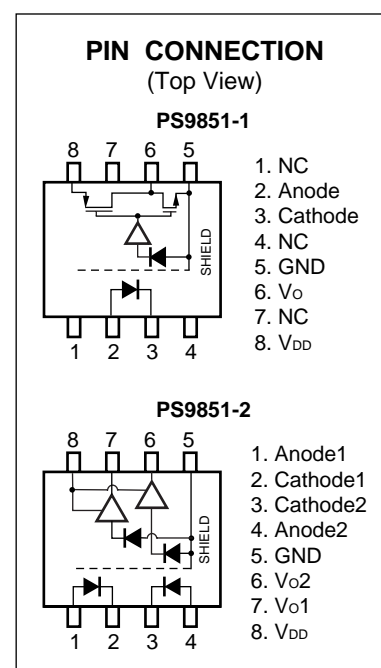 PIN CONNECTION
(Top View)
PS9851-1
8 7 6 5
SHIELD
1 2 3 4
1. NC
2. Anode
3. Cathode
4. NC
5. GND
6. VO
7. NC
8. VDD
PS9851-2
8 7 6 5
SHIELD
1 2 3 4
1. Anode1
2. Cathode1
3. Cathode2
4. Anode2
5. GND
6. VO2
7. VO1
8. VDD